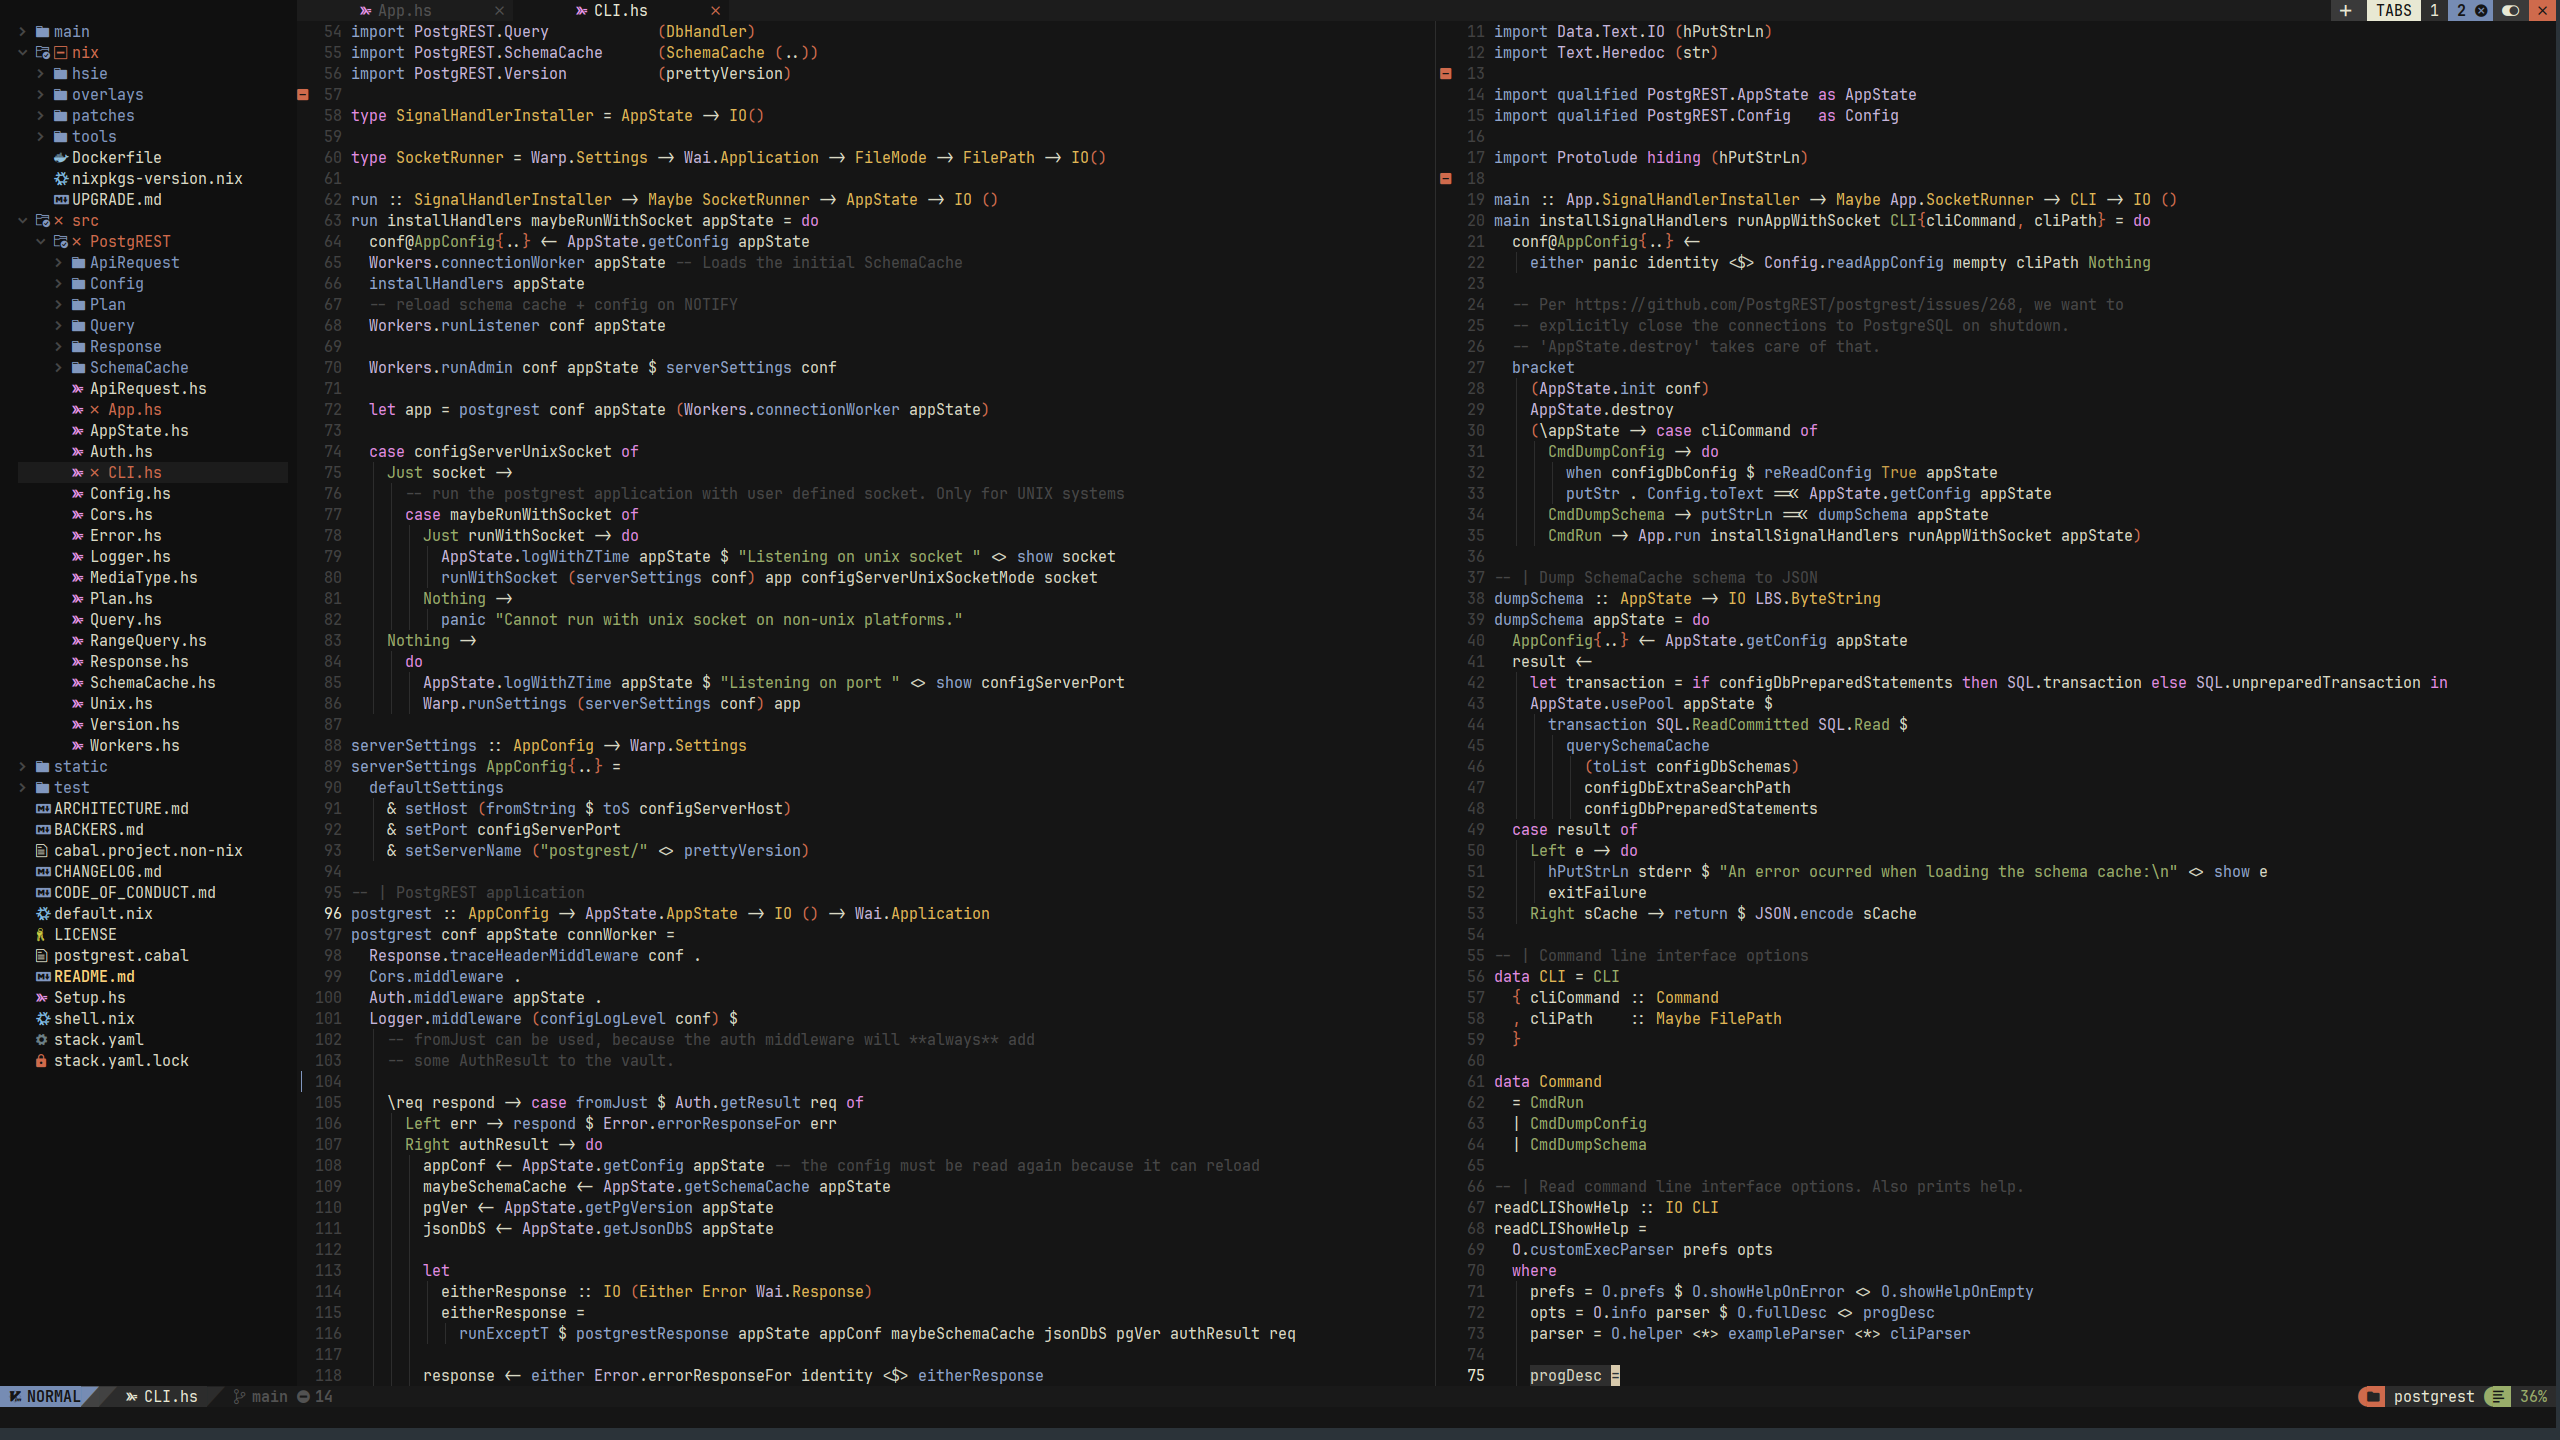 App.hs
CLI.hs
TABS 1 2
main
nix
hsie
overlays
patches
tools
Dockerfile
nixpkgs-version.nix
UPGRADE.md
src
PostgREST
ApiRequest
Config
Plan
Query
Response
SchemaCache
ApiRequest.hs
App.hs
AppState.hs
Auth.hs
CLI.hs
Config.hs
Cors.hs
Error.hs
Logger.hs
MediaType.hs
Plan.hs
Query.hs
RangeQuery.hs
Response.hs
SchemaCache.hs
Unix.hs
Version.hs
Workers.hs
static
test
ARCHITECTURE.md
BACKERS.md
cabal.project.non-nix
CHANGELOG.md
CODE_OF_CONDUCT.md
default.nix
LICENSE
postgrest.cabal
README.md
Setup.hs
shell.nix
stack.yaml
stack.yaml.lock
54 import PostgREST.Query            (DbHandler)
55 import PostgREST.SchemaCache      (SchemaCache (..))
56 import PostgREST.Version          (prettyVersion)
57
58 type SignalHandlerInstaller = AppState -> IO()
59
60 type SocketRunner = Warp.Settings -> Wai.Application -> FileMode -> FilePath -> IO()
61
62 run :: SignalHandlerInstaller -> Maybe SocketRunner -> AppState -> IO ()
63 run installHandlers maybeRunWithSocket appState = do
64   conf@AppConfig{..} <- AppState.getConfig appState
65   Workers.connectionWorker appState -- Loads the initial SchemaCache
66   installHandlers appState
67   -- reload schema cache + config on NOTIFY
68   Workers.runListener conf appState
69
70   Workers.runAdmin conf appState $ serverSettings conf
71
72   let app = postgrest conf appState (Workers.connectionWorker appState)
73
74   case configServerUnixSocket of
75     Just socket ->
76       -- run the postgrest application with user defined socket. Only for UNIX systems
77       case maybeRunWithSocket of
78         Just runWithSocket -> do
79           AppState.logWithZTime appState $ "Listening on unix socket " <> show socket
80           runWithSocket (serverSettings conf) app configServerUnixSocketMode socket
81         Nothing ->
82           panic "Cannot run with unix socket on non-unix platforms."
83     Nothing ->
84       do
85         AppState.logWithZTime appState $ "Listening on port " <> show configServerPort
86         Warp.runSettings (serverSettings conf) app
87
88 serverSettings :: AppConfig -> Warp.Settings
89 serverSettings AppConfig{..} =
90   defaultSettings
91     & setHost (fromString $ toS configServerHost)
92     & setPort configServerPort
93     & setServerName ("postgrest/" <> prettyVersion)
94
95 -- | PostgREST application
96 postgrest :: AppConfig -> AppState.AppState -> IO () -> Wai.Application
97 postgrest conf appState connWorker =
98   Response.traceHeaderMiddleware conf .
99   Cors.middleware .
100   Auth.middleware appState .
101   Logger.middleware (configLogLevel conf) $
102     -- fromJust can be used, because the auth middleware will **always** add
103     -- some AuthResult to the vault.
104
105     \req respond -> case fromJust $ Auth.getResult req of
106       Left err -> respond $ Error.errorResponseFor err
107       Right authResult -> do
108         appConf <- AppState.getConfig appState -- the config must be read again because it can reload
109         maybeSchemaCache <- AppState.getSchemaCache appState
110         pgVer <- AppState.getPgVersion appState
111         jsonDbS <- AppState.getJsonDbS appState
112
113         let
114           eitherResponse :: IO (Either Error Wai.Response)
115           eitherResponse =
116             runExceptT $ postgrestResponse appState appConf maybeSchemaCache jsonDbS pgVer authResult req
117
118         response <- either Error.errorResponseFor identity <$> eitherResponse
11 import Data.Text.IO (hPutStrLn)
12 import Text.Heredoc (str)
13
14 import qualified PostgREST.AppState as AppState
15 import qualified PostgREST.Config   as Config
16
17 import Protolude hiding (hPutStrLn)
18
19 main :: App.SignalHandlerInstaller -> Maybe App.SocketRunner -> CLI -> IO ()
20 main installSignalHandlers runAppWithSocket CLI{cliCommand, cliPath} = do
21   conf@AppConfig{..} <-
22     either panic identity <$> Config.readAppConfig mempty cliPath Nothing
23
24   -- Per https://github.com/PostgREST/postgrest/issues/268, we want to
25   -- explicitly close the connections to PostgreSQL on shutdown.
26   -- 'AppState.destroy' takes care of that.
27   bracket
28     (AppState.init conf)
29     AppState.destroy
30     (\appState -> case cliCommand of
31       CmdDumpConfig -> do
32         when configDbConfig $ reReadConfig True appState
33         putStr . Config.toText =<< AppState.getConfig appState
34       CmdDumpSchema -> putStrLn =<< dumpSchema appState
35       CmdRun -> App.run installSignalHandlers runAppWithSocket appState)
36
37 -- | Dump SchemaCache schema to JSON
38 dumpSchema :: AppState -> IO LBS.ByteString
39 dumpSchema appState = do
40   AppConfig{..} <- AppState.getConfig appState
41   result <-
42     let transaction = if configDbPreparedStatements then SQL.transaction else SQL.unpreparedTransaction in
43     AppState.usePool appState $
44       transaction SQL.ReadCommitted SQL.Read $
45         querySchemaCache
46           (toList configDbSchemas)
47           configDbExtraSearchPath
48           configDbPreparedStatements
49   case result of
50     Left e -> do
51       hPutStrLn stderr $ "An error ocurred when loading the schema cache:\n" <> show e
52       exitFailure
53     Right sCache -> return $ JSON.encode sCache
54
55 -- | Command line interface options
56 data CLI = CLI
57   { cliCommand :: Command
58   , cliPath    :: Maybe FilePath
59   }
60
61 data Command
62   = CmdRun
63   | CmdDumpConfig
64   | CmdDumpSchema
65
66 -- | Read command line interface options. Also prints help.
67 readCLIShowHelp :: IO CLI
68 readCLIShowHelp =
69   O.customExecParser prefs opts
70   where
71     prefs = O.prefs $ O.showHelpOnError <> O.showHelpOnEmpty
72     opts = O.info parser $ O.fullDesc <> progDesc
73     parser = O.helper <*> exampleParser <*> cliParser
74
75     progDesc =
NORMAL CLI.hs main 14
postgrest 36%